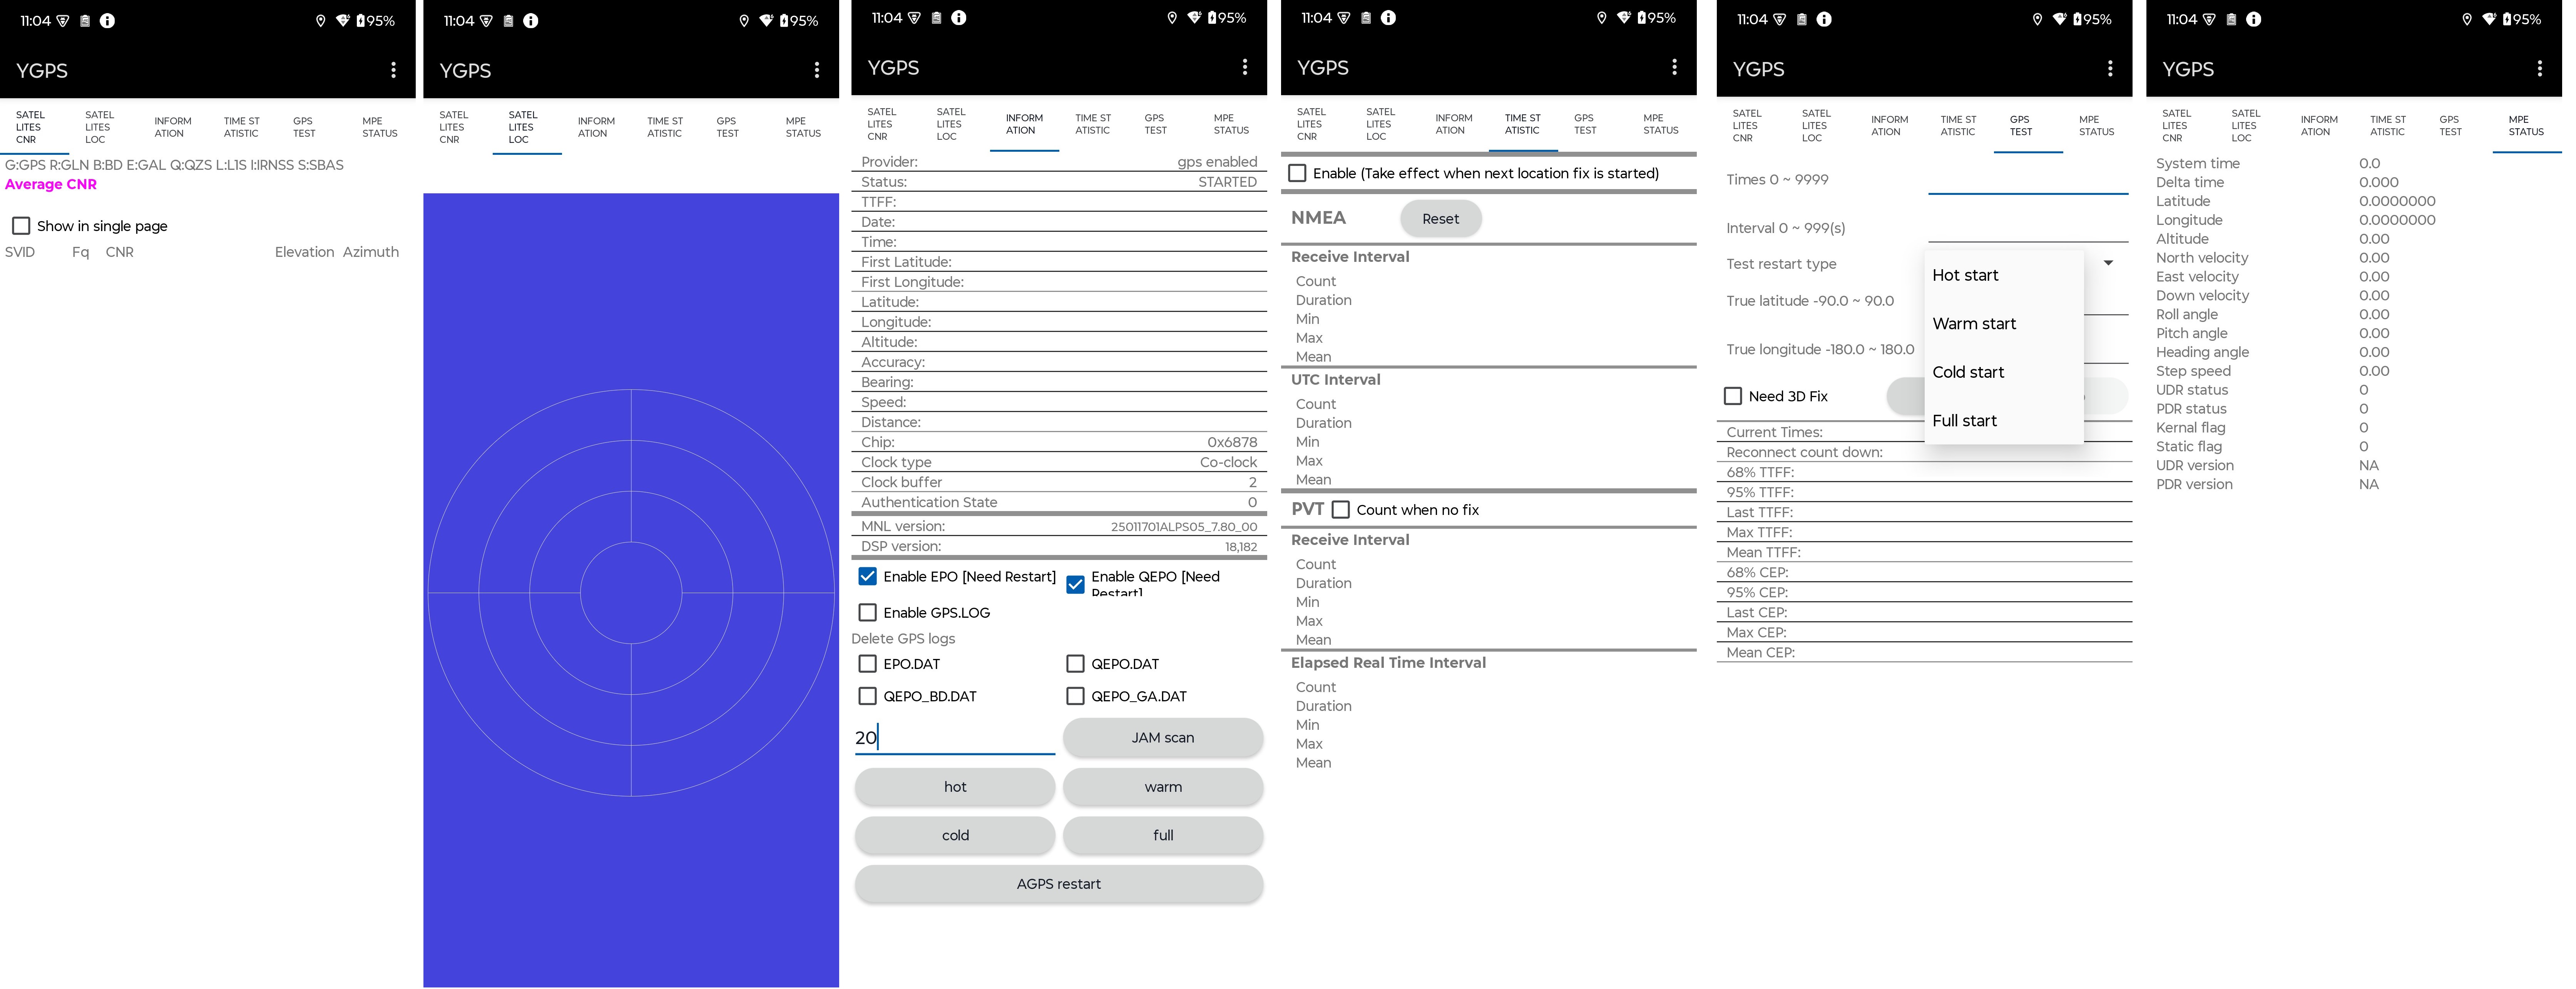 11:04 95%
YGPS
SATEL
LITES
CNR
SATEL
LITES
LOC
INFORM
ATION
TIME ST
ATISTIC
GPS
TEST
MPE
STATUS
G:GPS R:GLN B:BD E:GAL Q:QZS L:L1S I:IRNSS S:SBAS
Average CNR
Show in single page
SVID Fq CNR Elevation Azimuth
11:04 95%
YGPS
SATEL
LITES
CNR
SATEL
LITES
LOC
INFORM
ATION
TIME ST
ATISTIC
GPS
TEST
MPE
STATUS
11:04 95%
YGPS
SATEL
LITES
CNR
SATEL
LITES
LOC
INFORM
ATION
TIME ST
ATISTIC
GPS
TEST
MPE
STATUS
Provider: gps enabled
Status: STARTED
TTFF:
Date:
Time:
First Latitude:
First Longitude:
Latitude:
Longitude:
Altitude:
Accuracy:
Bearing:
Speed:
Distance:
Chip: 0x6878
Clock type Co-clock
Clock buffer 2
Authentication State 0
MNL version: 25011701ALPS05_7.80_00
DSP version: 18,182
Enable EPO [Need Restart]
Enable QEPO [Need
Restart]
Enable GPS.LOG
Delete GPS logs
EPO.DAT QEPO.DAT
QEPO_BD.DAT QEPO_GA.DAT
20 JAM scan
hot warm
cold full
AGPS restart
11:04 95%
YGPS
SATEL
LITES
CNR
SATEL
LITES
LOC
INFORM
ATION
TIME ST
ATISTIC
GPS
TEST
MPE
STATUS
Enable (Take effect when next location fix is started)
NMEA Reset
Receive Interval
Count
Duration
Min
Max
Mean
UTC Interval
Count
Duration
Min
Max
Mean
PVT Count when no fix
Receive Interval
Count
Duration
Min
Max
Mean
Elapsed Real Time Interval
Count
Duration
Min
Max
Mean
11:04 95%
YGPS
SATEL
LITES
CNR
SATEL
LITES
LOC
INFORM
ATION
TIME ST
ATISTIC
GPS
TEST
MPE
STATUS
Times 0 ~ 9999
Interval 0 ~ 999(s)
Test restart type
True latitude -90.0 ~ 90.0
True longitude -180.0 ~ 180.0
Hot start
Warm start
Cold start
Full start
Need 3D Fix
Current Times:
Reconnect count down:
68% TTFF:
95% TTFF:
Last TTFF:
Max TTFF:
Mean TTFF:
68% CEP:
95% CEP:
Last CEP:
Max CEP:
Mean CEP:
11:04 95%
YGPS
SATEL
LITES
CNR
SATEL
LITES
LOC
INFORM
ATION
TIME ST
ATISTIC
GPS
TEST
MPE
STATUS
System time 0.0
Delta time 0.000
Latitude 0.0000000
Longitude 0.0000000
Altitude 0.00
North velocity 0.00
East velocity 0.00
Down velocity 0.00
Roll angle 0.00
Pitch angle 0.00
Heading angle 0.00
Step speed 0.00
UDR status 0
PDR status 0
Kernal flag 0
Static flag 0
UDR version NA
PDR version NA